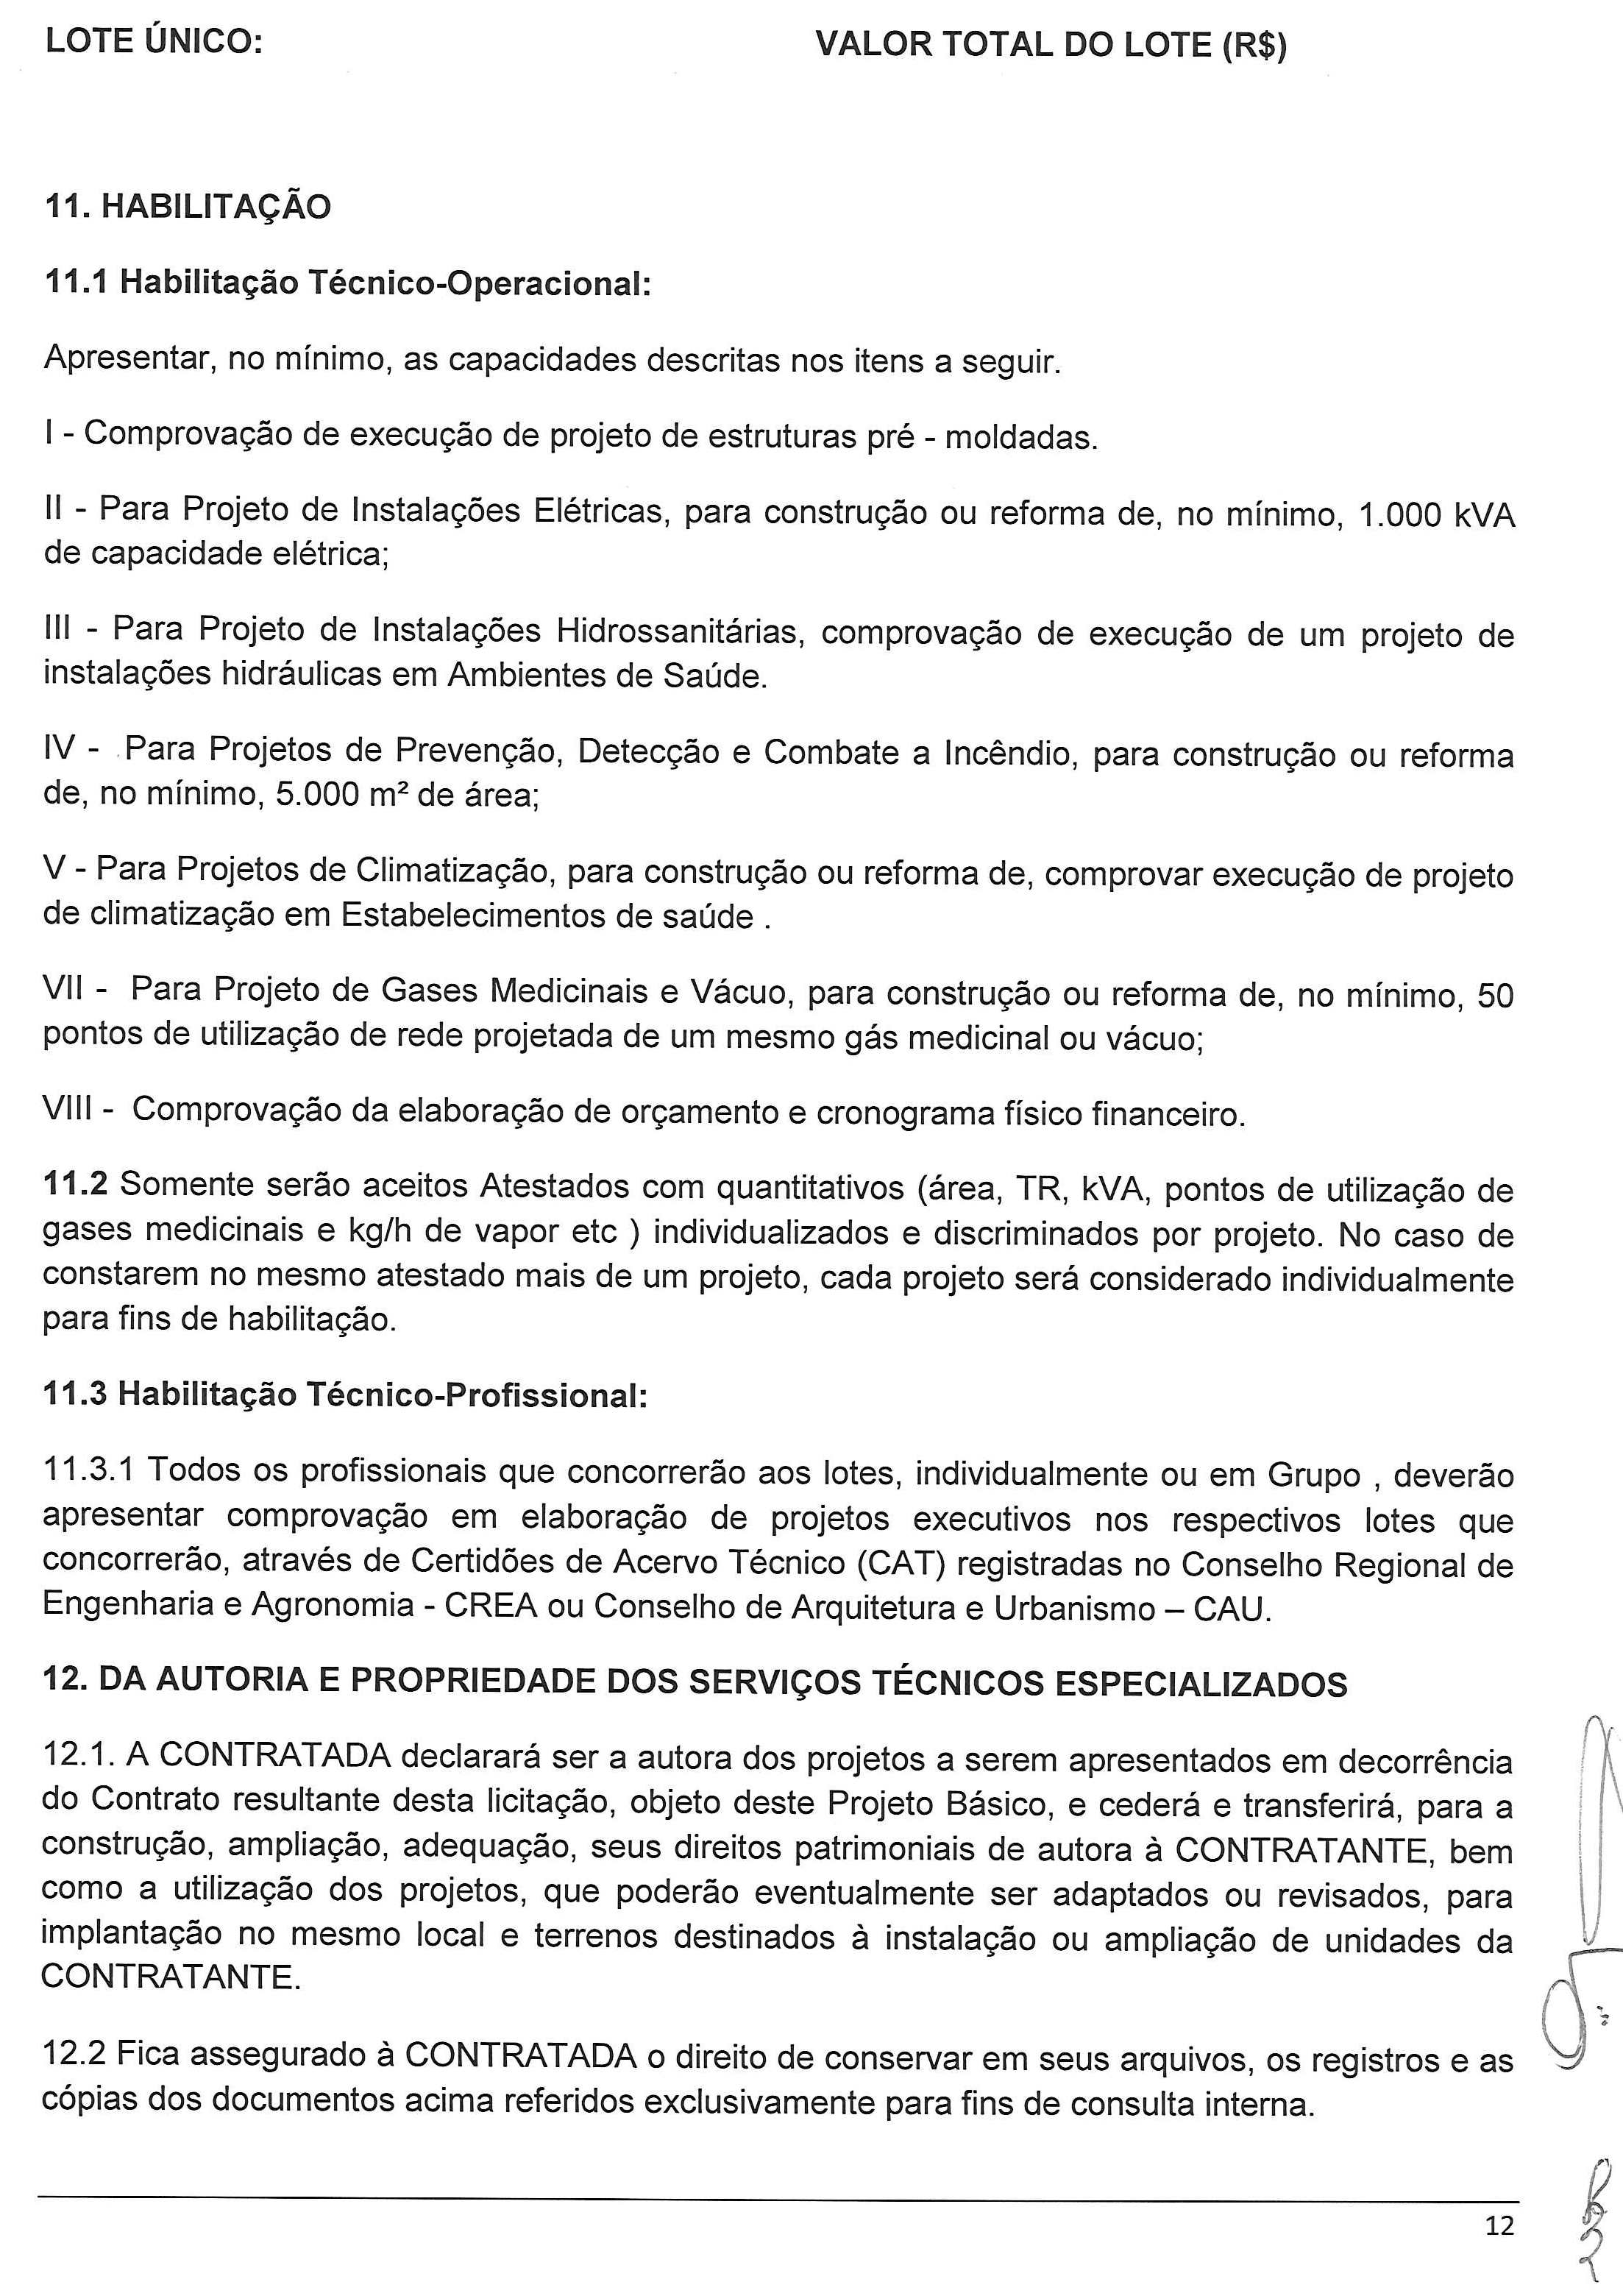 LOTE ÚNICO: VALOR TOTAL DO LOTE (R$)
11. HABILITAÇÃO
11.1 Habilitação Técnico-Operacional:
Apresentar, no mínimo, as capacidades descritas nos itens a seguir.
I - Comprovação de execução de projeto de estruturas pré - moldadas.
II - Para Projeto de Instalações Elétricas, para construção ou reforma de, no mínimo, 1.000 kVA
de capacidade elétrica;
III - Para Projeto de Instalações Hidrossanitárias, comprovação de execução de um projeto de
instalações hidráulicas em Ambientes de Saúde.
IV - Para Projetos de Prevenção, Detecção e Combate a Incêndio, para construção ou reforma
de, no mínimo, 5.000 m² de área;
V - Para Projetos de Climatização, para construção ou reforma de, comprovar execução de projeto
de climatização em Estabelecimentos de saúde .
VII - Para Projeto de Gases Medicinais e Vácuo, para construção ou reforma de, no mínimo, 50
pontos de utilização de rede projetada de um mesmo gás medicinal ou vácuo;
VIII - Comprovação da elaboração de orçamento e cronograma físico financeiro.
11.2 Somente serão aceitos Atestados com quantitativos (área, TR, kVA, pontos de utilização de
gases medicinais e kg/h de vapor etc ) individualizados e discriminados por projeto. No caso de
constarem no mesmo atestado mais de um projeto, cada projeto será considerado individualmente
para fins de habilitação.
11.3 Habilitação Técnico-Profissional:
11.3.1 Todos os profissionais que concorrerão aos lotes, individualmente ou em Grupo , deverão
apresentar comprovação em elaboração de projetos executivos nos respectivos lotes que
concorrerão, através de Certidões de Acervo Técnico (CAT) registradas no Conselho Regional de
Engenharia e Agronomia - CREA ou Conselho de Arquitetura e Urbanismo – CAU.
12. DA AUTORIA E PROPRIEDADE DOS SERVIÇOS TÉCNICOS ESPECIALIZADOS
12.1. A CONTRATADA declarará ser a autora dos projetos a serem apresentados em decorrência
do Contrato resultante desta licitação, objeto deste Projeto Básico, e cederá e transferirá, para a
construção, ampliação, adequação, seus direitos patrimoniais de autora à CONTRATANTE, bem
como a utilização dos projetos, que poderão eventualmente ser adaptados ou revisados, para
implantação no mesmo local e terrenos destinados à instalação ou ampliação de unidades da
CONTRATANTE.
12.2 Fica assegurado à CONTRATADA o direito de conservar em seus arquivos, os registros e as
cópias dos documentos acima referidos exclusivamente para fins de consulta interna.
12